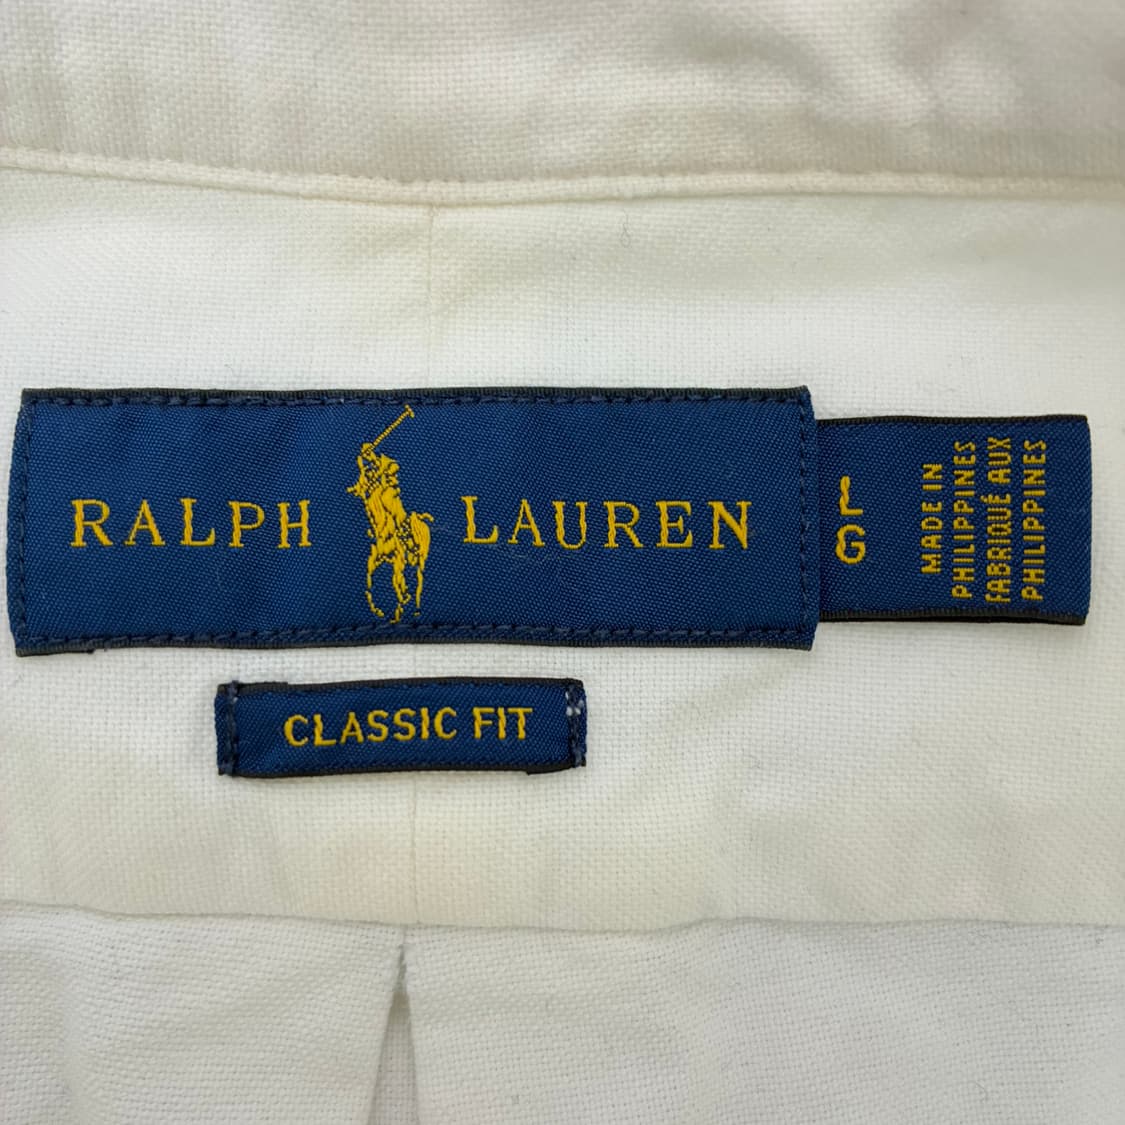 RALPH LAUREN
L
G
MADE IN
PHILIPPINES
FABRIQUÉ AUX
PHILIPPINES
CLASSIC FIT